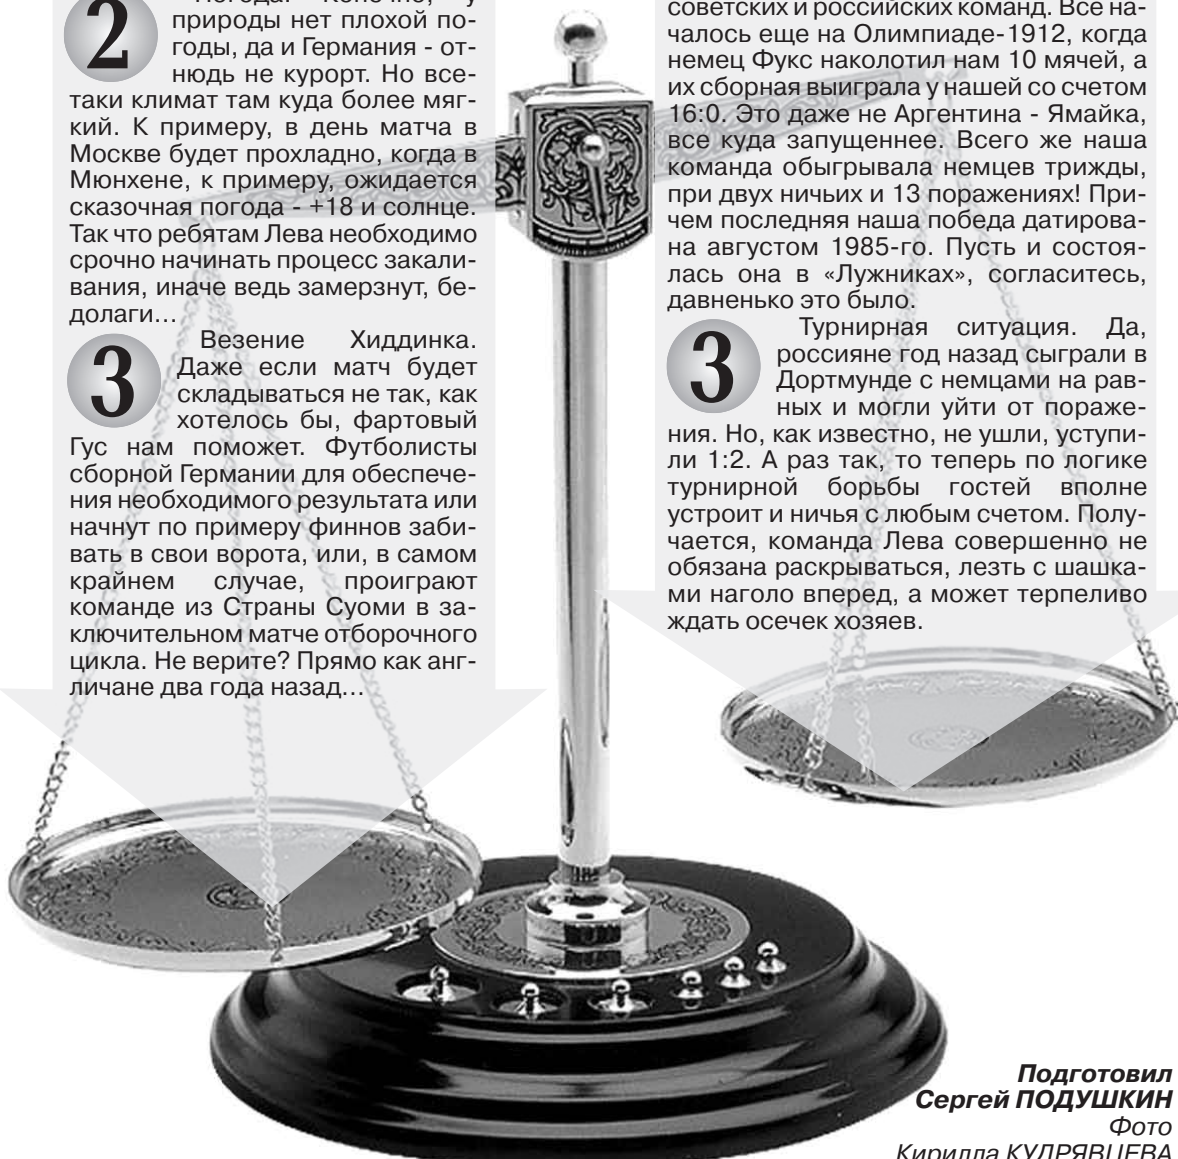 2
Погода. Конечно, у
природы нет плохой по-
годы, да и Германия - от-
нюдь не курорт. Но все-
таки климат там куда более мяг-
кий. К примеру, в день матча в
Москве будет прохладно, когда в
Мюнхене, к примеру, ожидается
сказочная погода - +18 и солнце.
Так что ребятам Лева необходимо
срочно начинать процесс закали-
вания, иначе ведь замерзнут, бе-
долаги...
3
Везение Хиддинка.
Даже если матч будет
складываться не так, как
хотелось бы, фартовый
Гус нам поможет. Футболисты
сборной Германии для обеспече-
ния необходимого результата или
начнут по примеру финнов заби-
вать в свои ворота, или, в самом
крайнем случае, проиграют
команде из Страны Суоми в за-
ключительном матче отборочного
цикла. Не верите? Прямо как анг-
личане два года назад...
советских и российских команд. Все на-
чалось еще на Олимпиаде-1912, когда
немец Фукс наколотил нам 10 мячей, а
их сборная выиграла у нашей со счетом
16:0. Это даже не Аргентина - Ямайка,
все куда запущеннее. Всего же наша
команда обыгрывала немцев трижды,
при двух ничьих и 13 поражениях! При-
чем последняя наша победа датирова-
на августом 1985-го. Пусть и состоя-
лась она в «Лужниках», согласитесь,
давненько это было.
3
Турнирная ситуация. Да,
россияне год назад сыграли в
Дортмунде с немцами на рав-
ных и могли уйти от пораже-
ния. Но, как известно, не ушли, уступи-
ли 1:2. А раз так, то теперь по логике
турнирной борьбы гостей вполне
устроит и ничья с любым счетом. Полу-
чается, команда Лева совершенно не
обязана раскрываться, лезть с шашка-
ми наголо вперед, а может терпеливо
ждать осечек хозяев.
Подготовил
Сергей ПОДУШКИН
Фото
Кирилла КУДРЯВЦЕВА